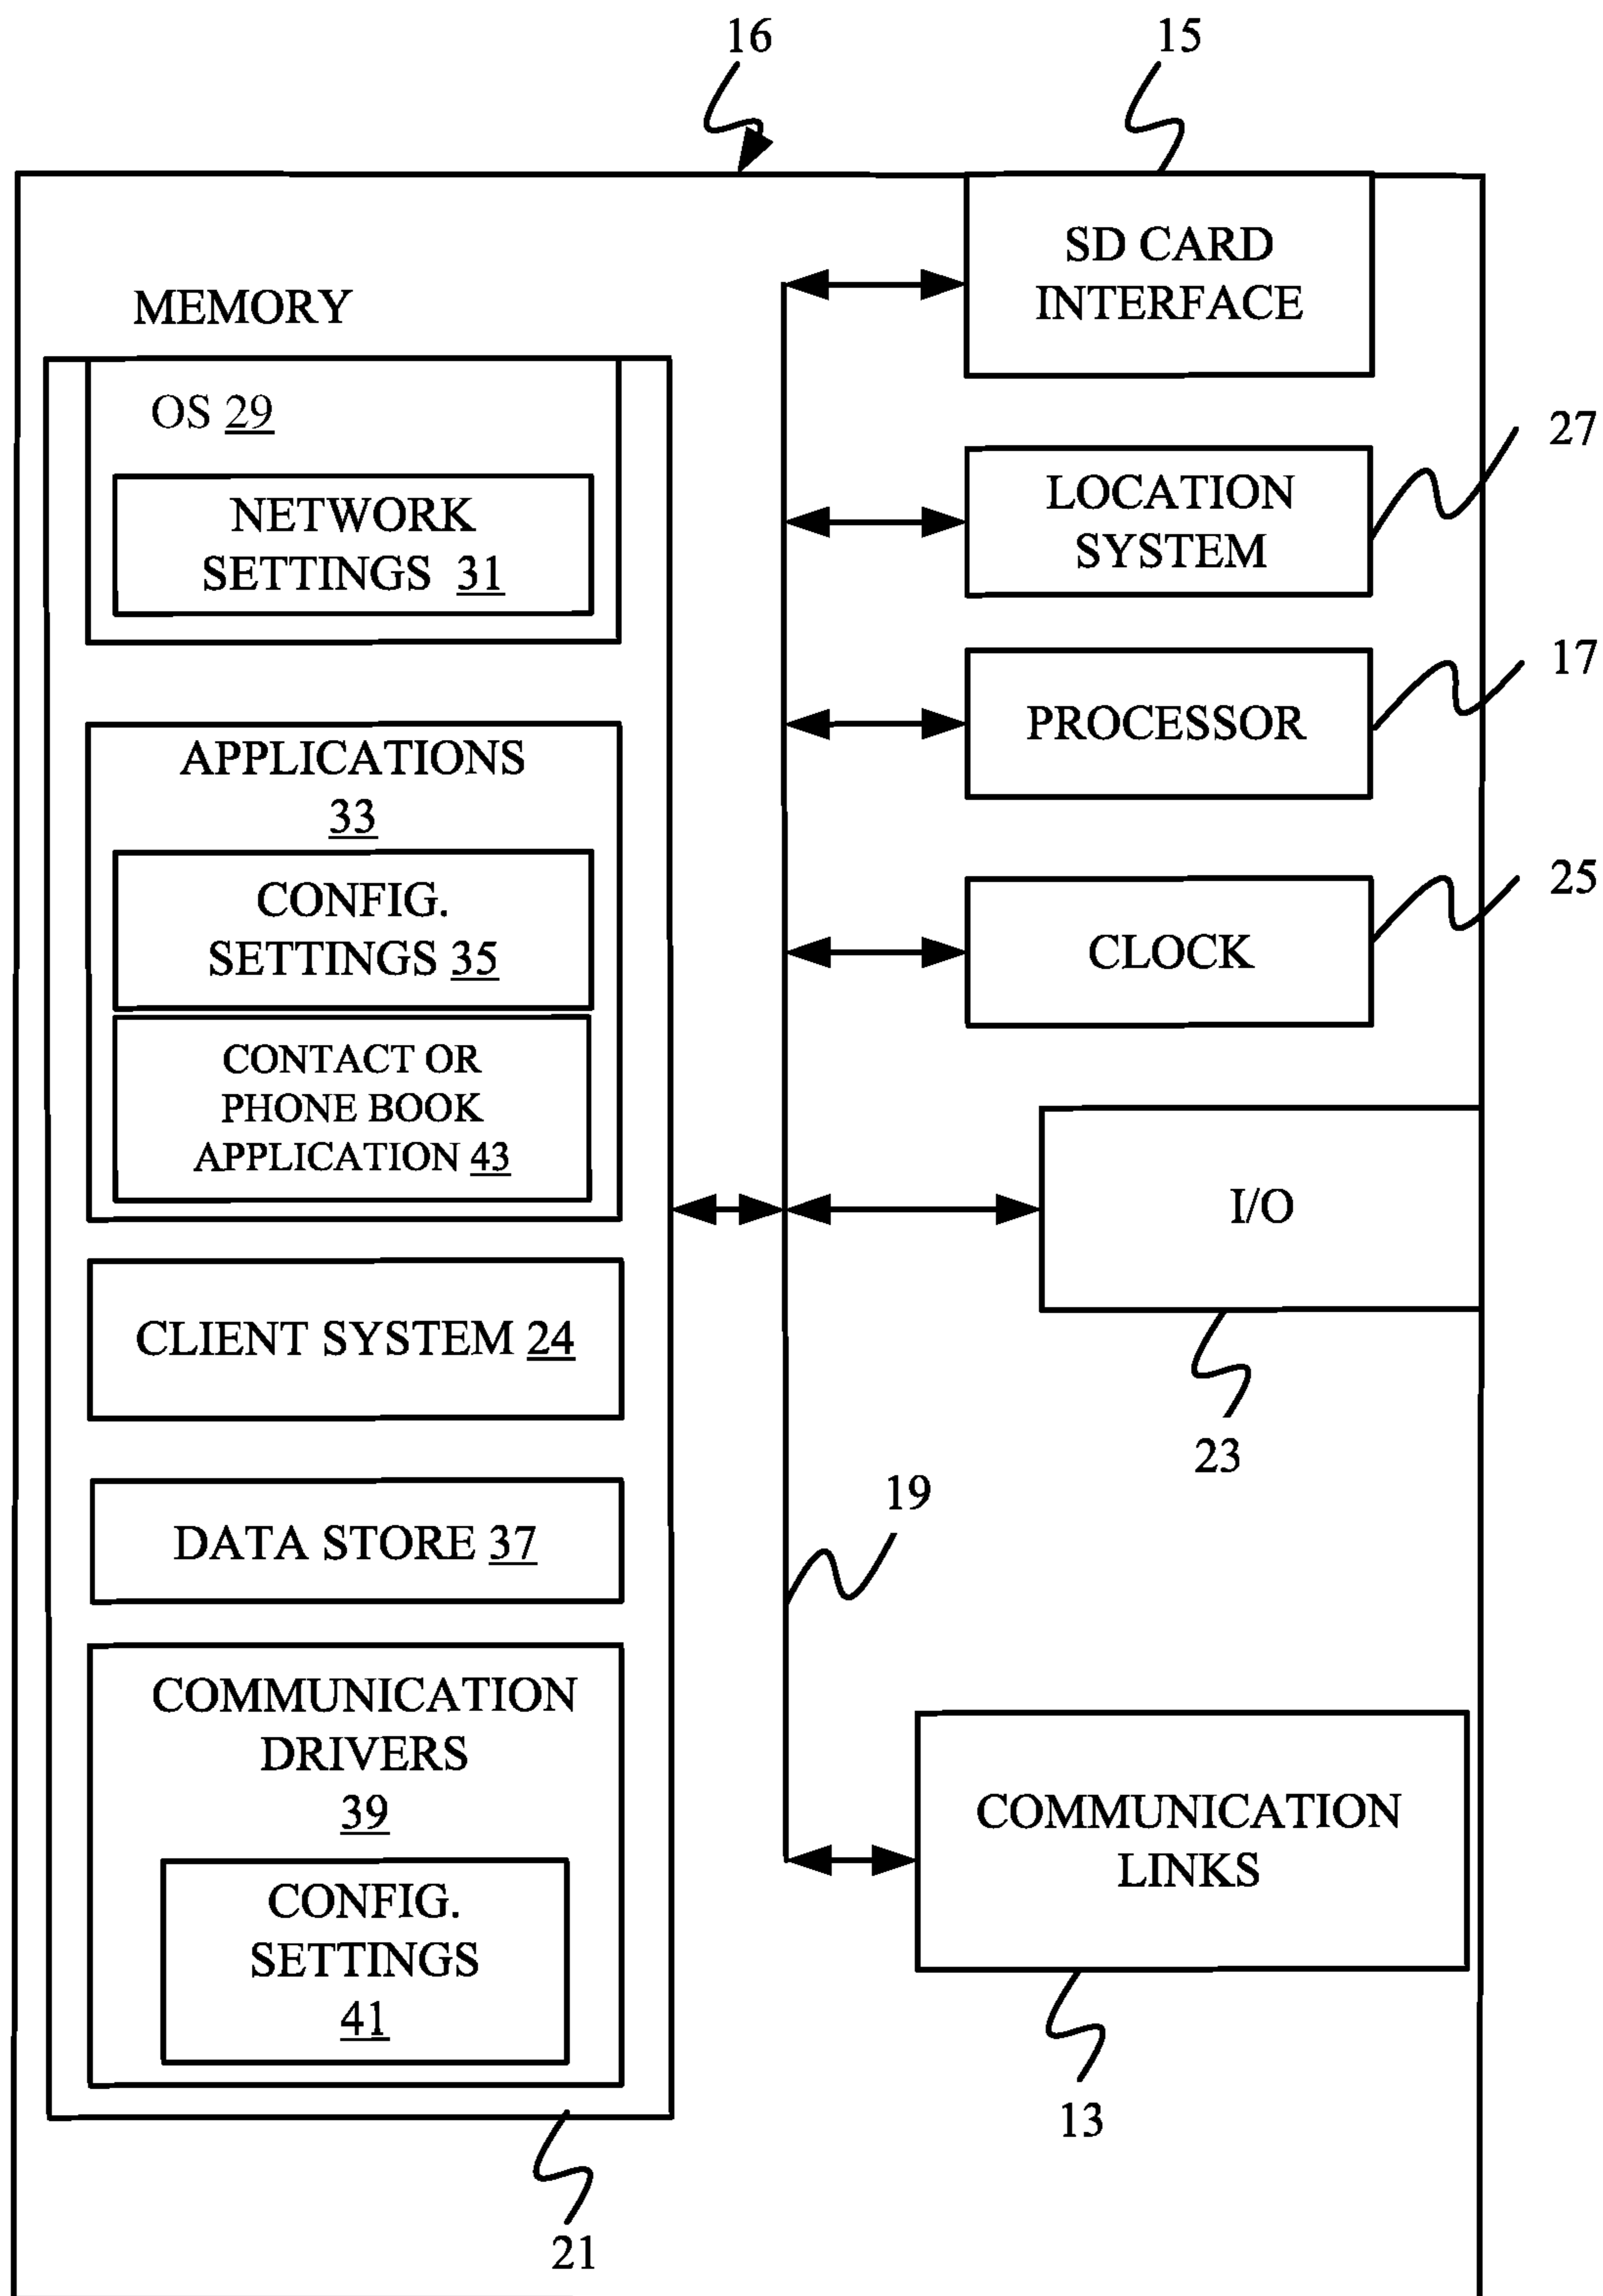 16
15
MEMORY
OS 29
NETWORK
SETTINGS 31
APPLICATIONS
33
CONFIG.
SETTINGS 35
CONTACT OR
PHONE BOOK
APPLICATION 43
CLIENT SYSTEM 24
DATA STORE 37
COMMUNICATION
DRIVERS
39
CONFIG.
SETTINGS
41
21
SD CARD
INTERFACE
27
LOCATION
SYSTEM
17
PROCESSOR
25
CLOCK
I/O
23
19
COMMUNICATION
LINKS
13